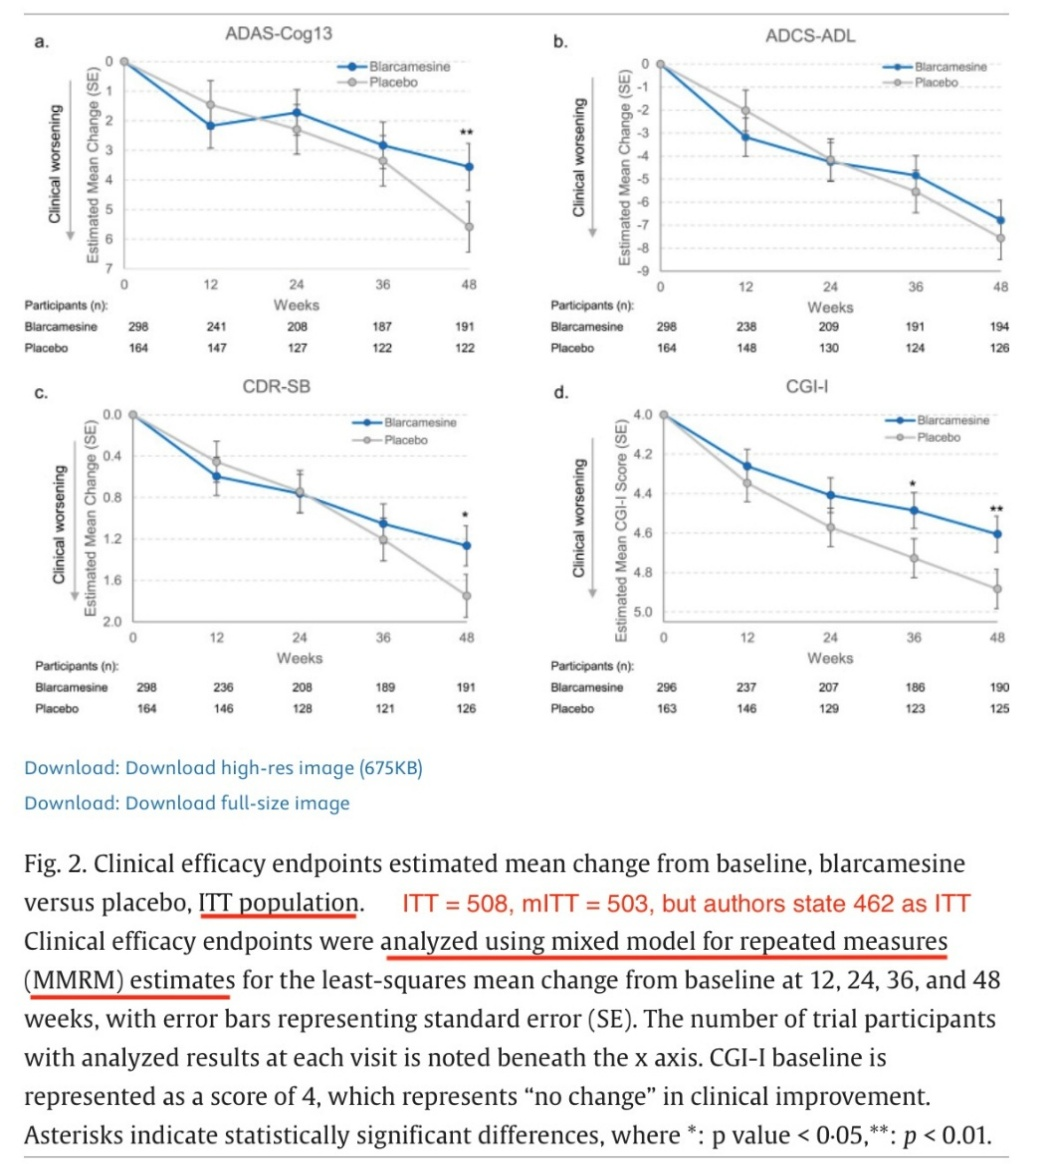 a.
ADAS-Cog13
Clinical worsening
Estimated Mean Change (SE)
0
1
2
3
4
5
6
7
Blarcamesine
Placebo
**
0 12 24 36 48
Weeks
Participants (n):
Blarcamesine 298 241 208 187 191
Placebo 164 147 127 122 122
b.
ADCS-ADL
Clinical worsening
Estimated Mean Change (SE)
0
-1
-2
-3
-4
-5
-6
-7
-8
-9
Blarcamesine
Placebo
0 12 24 36 48
Weeks
Participants (n):
Blarcamesine 298 238 209 191 194
Placebo 164 148 130 124 126
c.
CDR-SB
Clinical worsening
Estimated Mean Change (SE)
0.0
0.4
0.8
1.2
1.6
2.0
Blarcamesine
Placebo
*
0 12 24 36 48
Weeks
Participants (n):
Blarcamesine 298 236 208 189 191
Placebo 164 146 128 121 126
d.
CGI-I
Clinical worsening
Estimated Mean CGI-I Score (SE)
4.0
4.2
4.4
4.6
4.8
5.0
Blarcamesine
Placebo
*
**
0 12 24 36 48
Weeks
Participants (n):
Blarcamesine 296 237 207 186 190
Placebo 163 146 129 123 125
Download: Download high-res image (675KB)
Download: Download full-size image
Fig. 2. Clinical efficacy endpoints estimated mean change from baseline, blarcamesine
versus placebo, ITT population. ITT = 508, mITT = 503, but authors state 462 as ITT
Clinical efficacy endpoints were analyzed using mixed model for repeated measures
(MMRM) estimates for the least-squares mean change from baseline at 12, 24, 36, and 48
weeks, with error bars representing standard error (SE). The number of trial participants
with analyzed results at each visit is noted beneath the x axis. CGI-I baseline is
represented as a score of 4, which represents “no change” in clinical improvement.
Asterisks indicate statistically significant differences, where *: p value < 0·05,**: p < 0.01.